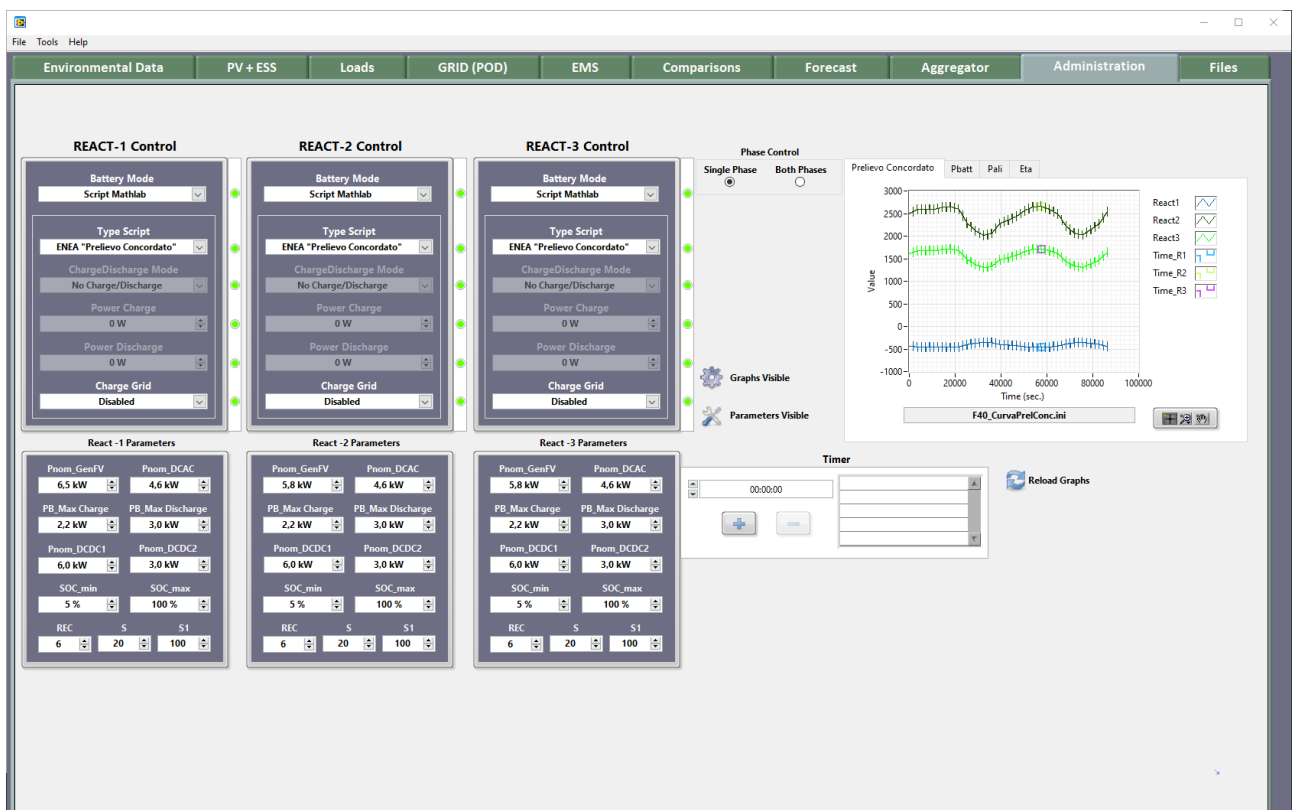 File Tools Help
Environmental Data PV + ESS Loads GRID (POD) EMS Comparisons Forecast Aggregator Administration Files
REACT-1 Control
Battery Mode
Script Mathlab
Type Script
ENEA "Prelievo Concordato"
ChargeDischarge Mode
No Charge/Discharge
Power Charge
0 W
Power Discharge
0 W
Charge Grid
Disabled
REACT-2 Control
Battery Mode
Script Mathlab
Type Script
ENEA "Prelievo Concordato"
ChargeDischarge Mode
No Charge/Discharge
Power Charge
0 W
Power Discharge
0 W
Charge Grid
Disabled
REACT-3 Control
Battery Mode
Script Mathlab
Type Script
ENEA "Prelievo Concordato"
ChargeDischarge Mode
No Charge/Discharge
Power Charge
0 W
Power Discharge
0 W
Charge Grid
Disabled
Phase Control
Single Phase Both Phases
Graphs Visible
Parameters Visible
Prelievo Concordato Pbatt Pali Eta
3000
2500
2000
1500
1000
500
0
-500
-1000
Value
0 20000 40000 60000 80000 100000
Time (sec.)
React1
React2
React3
Time_R1
Time_R2
Time_R3
F40_CurvaPrelConc.ini
React -1 Parameters
Pnom_GenFV Pnom_DCAC
6,5 kW 4,6 kW
PB_Max Charge PB_Max Discharge
2,2 kW 3,0 kW
Pnom_DCDC1 Pnom_DCDC2
6,0 kW 3,0 kW
SOC_min SOC_max
5 % 100 %
REC S S1
6 20 100
React -2 Parameters
Pnom_GenFV Pnom_DCAC
5,8 kW 4,6 kW
PB_Max Charge PB_Max Discharge
2,2 kW 3,0 kW
Pnom_DCDC1 Pnom_DCDC2
6,0 kW 3,0 kW
SOC_min SOC_max
5 % 100 %
REC S S1
6 20 100
React -3 Parameters
Pnom_GenFV Pnom_DCAC
5,8 kW 4,6 kW
PB_Max Charge PB_Max Discharge
2,2 kW 3,0 kW
Pnom_DCDC1 Pnom_DCDC2
6,0 kW 3,0 kW
SOC_min SOC_max
5 % 100 %
REC S S1
6 20 100
Timer
00:00:00
Reload Graphs